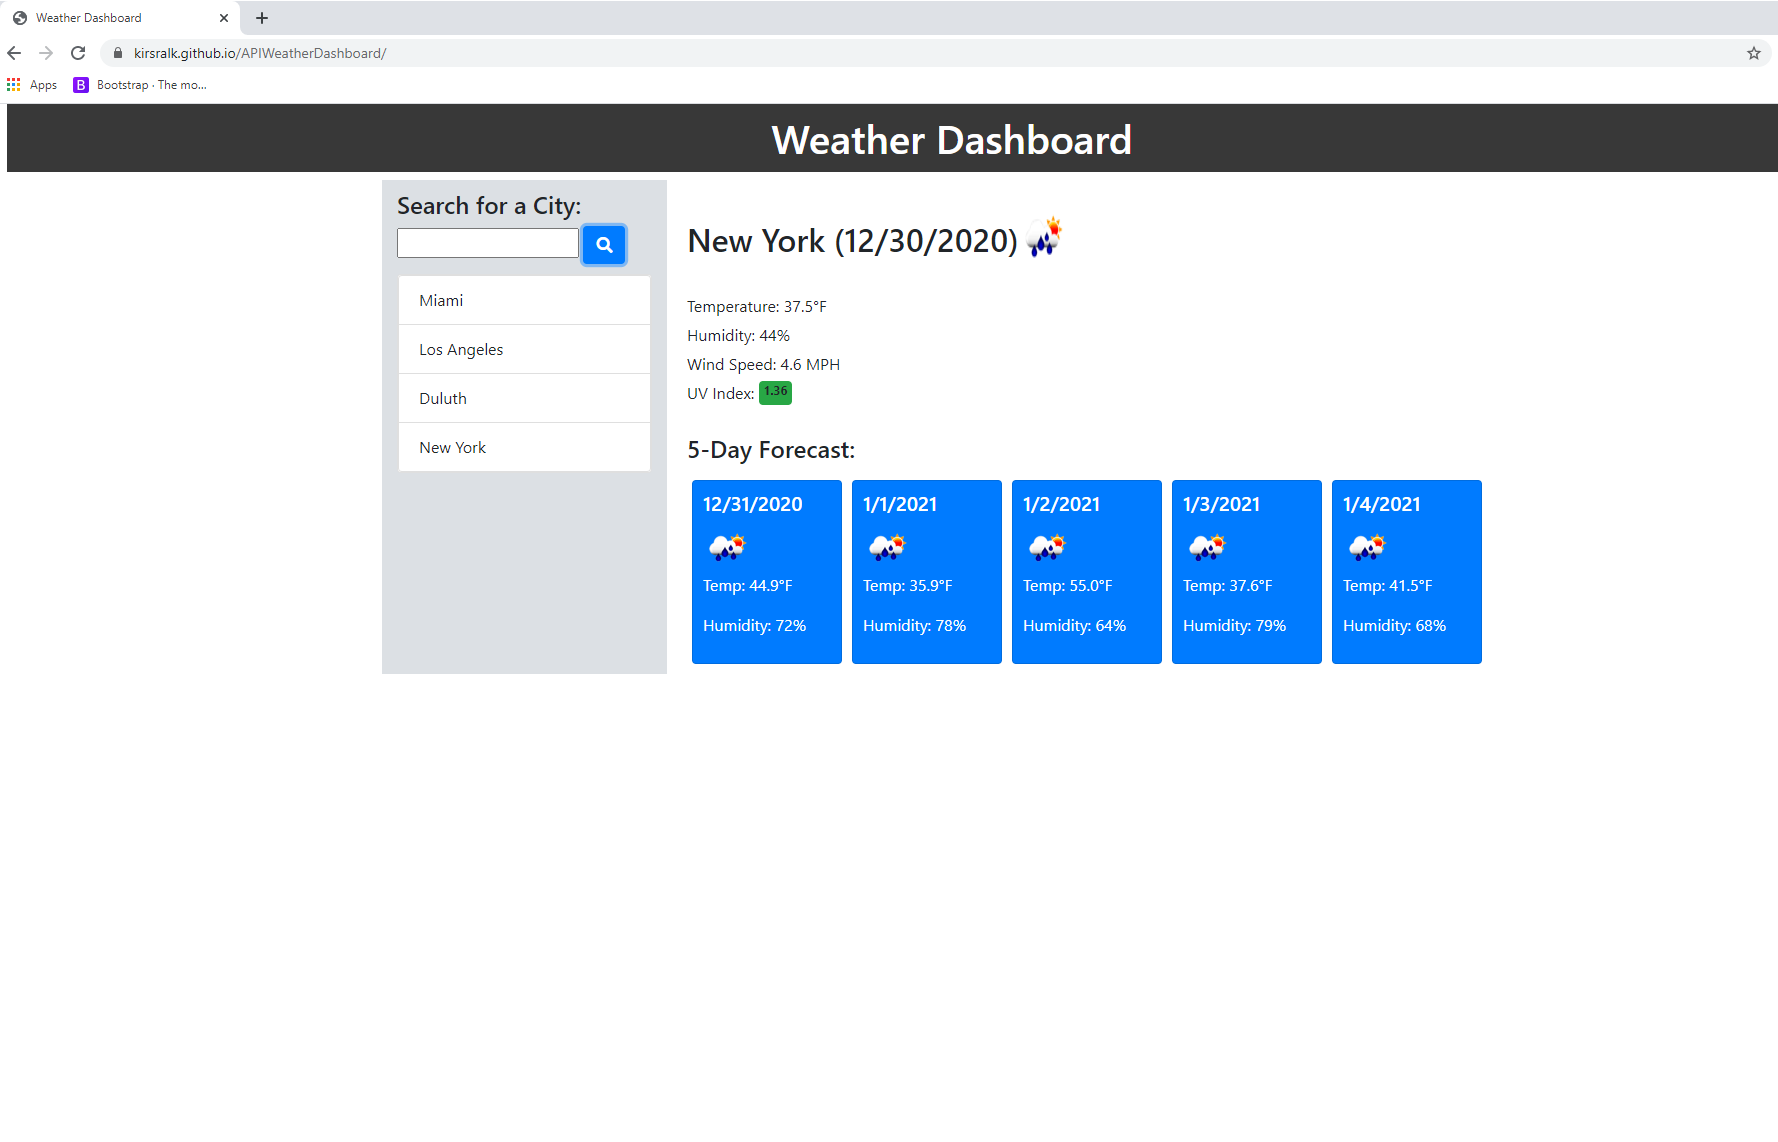 Weather Dashboard
kirsralk.github.io/APIWeatherDashboard/
Apps
B Bootstrap · The mo...
Weather Dashboard
Search for a City:
Miami
Los Angeles
Duluth
New York
New York (12/30/2020)
Temperature: 37.5°F
Humidity: 44%
Wind Speed: 4.6 MPH
UV Index: 1.36
5-Day Forecast:
12/31/2020
Temp: 44.9°F
Humidity: 72%
1/1/2021
Temp: 35.9°F
Humidity: 78%
1/2/2021
Temp: 55.0°F
Humidity: 64%
1/3/2021
Temp: 37.6°F
Humidity: 79%
1/4/2021
Temp: 41.5°F
Humidity: 68%